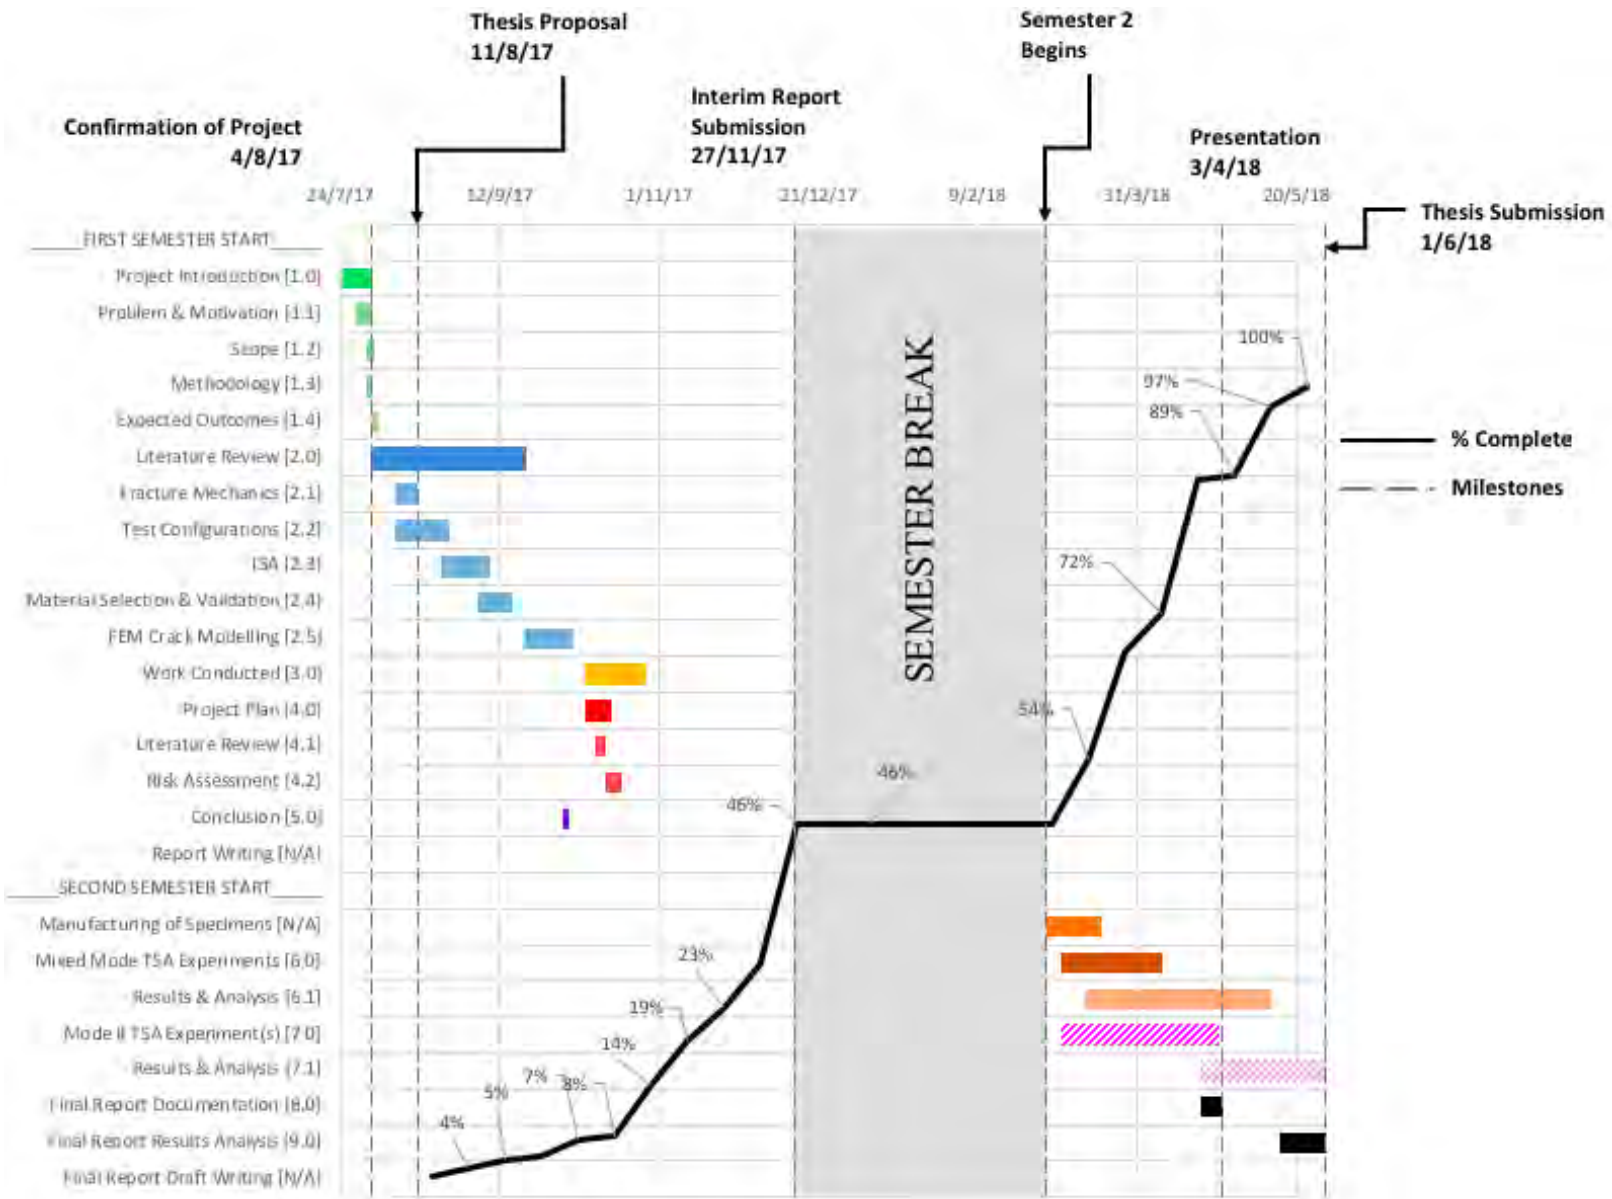 Thesis Proposal
11/8/17
Semester 2
Begins
Interim Report
Submission
27/11/17
Confirmation of Project
4/8/17
Presentation
3/4/18
24/7/17
12/9/17
1/11/17
21/12/17
9/2/18
31/3/18
20/5/18
Thesis Submission
1/6/18
FIRST SEMESTER START
Project Introduction [1.0]
Problem & Motivation [1.1]
Scope [1.2]
Methodology [1.3]
Expected Outcomes [1.4]
Literature Review [2.0]
Fracture Mechanics [2.1]
Test Configurations [2.2]
TSA [2.3]
Material Selection & Validation [2.4]
FEM Crack Modelling [2.5]
Work Conducted [3.0]
Project Plan [4.0]
Literature Review [4.1]
Risk Assessment [4.2]
Conclusion [5.0]
Report Writing [N/A]
SECOND SEMESTER START
Manufacturing of Specimens [N/A]
Mixed Mode TSA Experiments [6.0]
Results & Analysis [6.1]
Mode II TSA Experiment(s) [7.0]
Results & Analysis [7.1]
Final Report Documentation [8.0]
Final Report Results Analysis [9.0]
Final Report Draft Writing [N/A]
SEMESTER BREAK
4%
5%
7%
8%
14%
19%
23%
46%
46%
54%
72%
89%
97%
100%
% Complete
Milestones